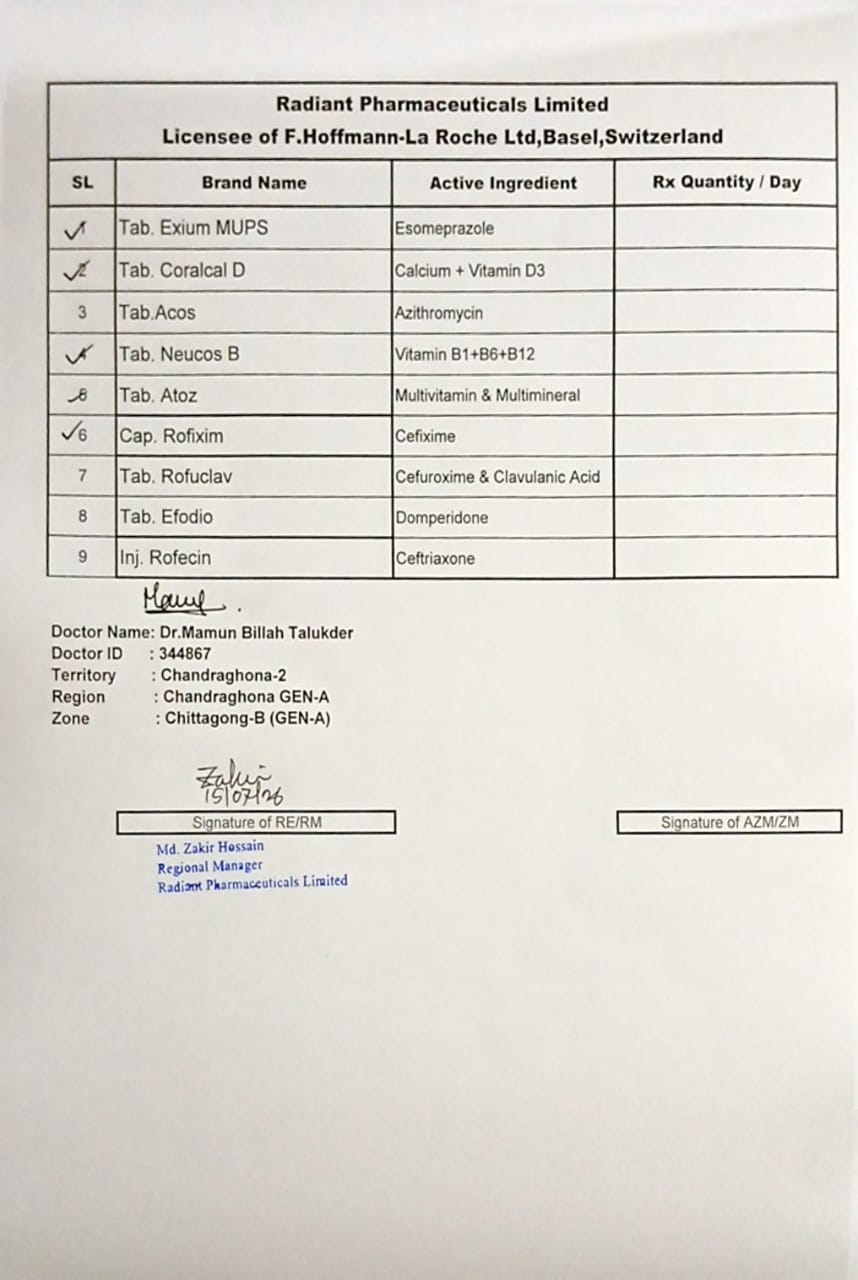 Radiant Pharmaceuticals Limited
Licensee of F.Hoffmann-La Roche Ltd,Basel,Switzerland
SL Brand Name Active Ingredient Rx Quantity / Day
1 Tab. Exium MUPS Esomeprazole
2 Tab. Coralcal D Calcium + Vitamin D3
3 Tab.Acos Azithromycin
4 Tab. Neucos B Vitamin B1+B6+B12
Tab. Atoz Multivitamin & Multimineral
6 Cap. Rofixim Cefixime
7 Tab. Rofuclav Cefuroxime & Clavulanic Acid
8 Tab. Efodio Domperidone
9 Inj. Rofecin Ceftriaxone
Doctor Name: Dr.Mamun Billah Talukder
Doctor ID : 344867
Territory : Chandraghona-2
Region : Chandraghona GEN-A
Zone : Chittagong-B (GEN-A)
Zakir
15/07/26
Signature of RE/RM Signature of AZM/ZM
Md. Zakir Hossain
Regional Manager
Radiant Pharmaceuticals Limited